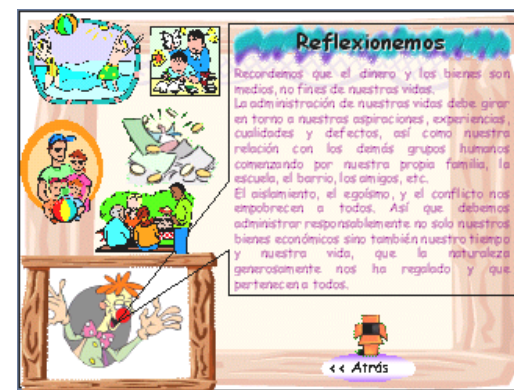 Reflexionemos
Recordemos que el dinero y los bienes son
medios, no fines de nuestras vidas.
La administración de nuestras vidas debe girar
en torno a nuestras aspiraciones, experiencias,
cualidades y defectos, así como nuestra
relación con los demás grupos humanos
comenzando por nuestra propia familia, la
escuela, el barrio, los amigos, etc.
El aislamiento, el egoísmo, y el conflicto nos
empobrecen a todos. Así que debemos
administrar responsablemente no solo nuestros
bienes económicos sino también nuestro tiempo
y nuestra vida, que la naturaleza
generosamente nos ha regalado y que
pertenecen a todos.
<< Atrás